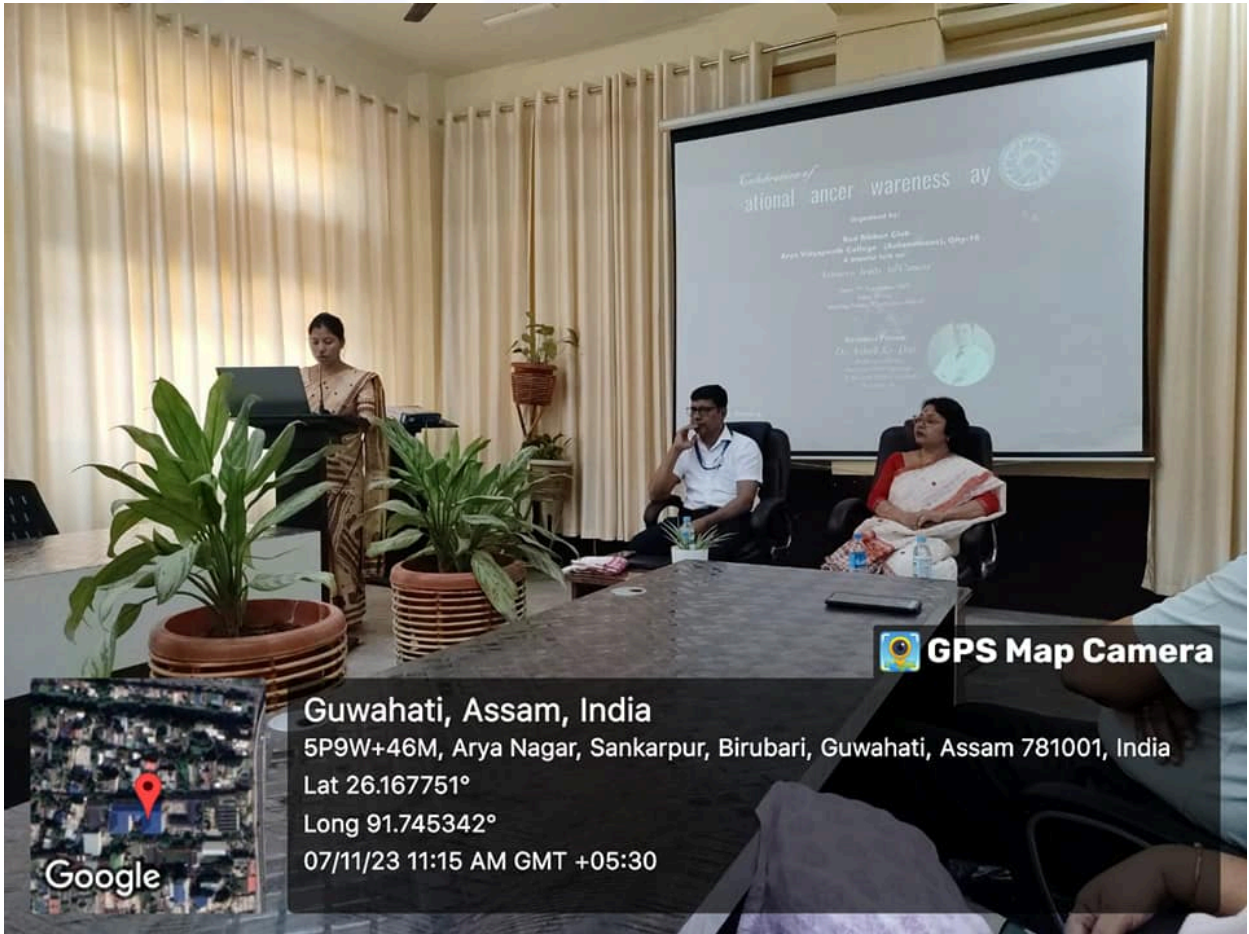 Celebration of
ational ancer wareness ay
Organised by:
Red Ribbon Club
Arya Vidyapeeth College (Autonomous), Ghy-16
GPS Map Camera
Guwahati, Assam, India
5P9W+46M, Arya Nagar, Sankarpur, Birubari, Guwahati, Assam 781001, India
Lat 26.167751°
Long 91.745342°
07/11/23 11:15 AM GMT +05:30
Google